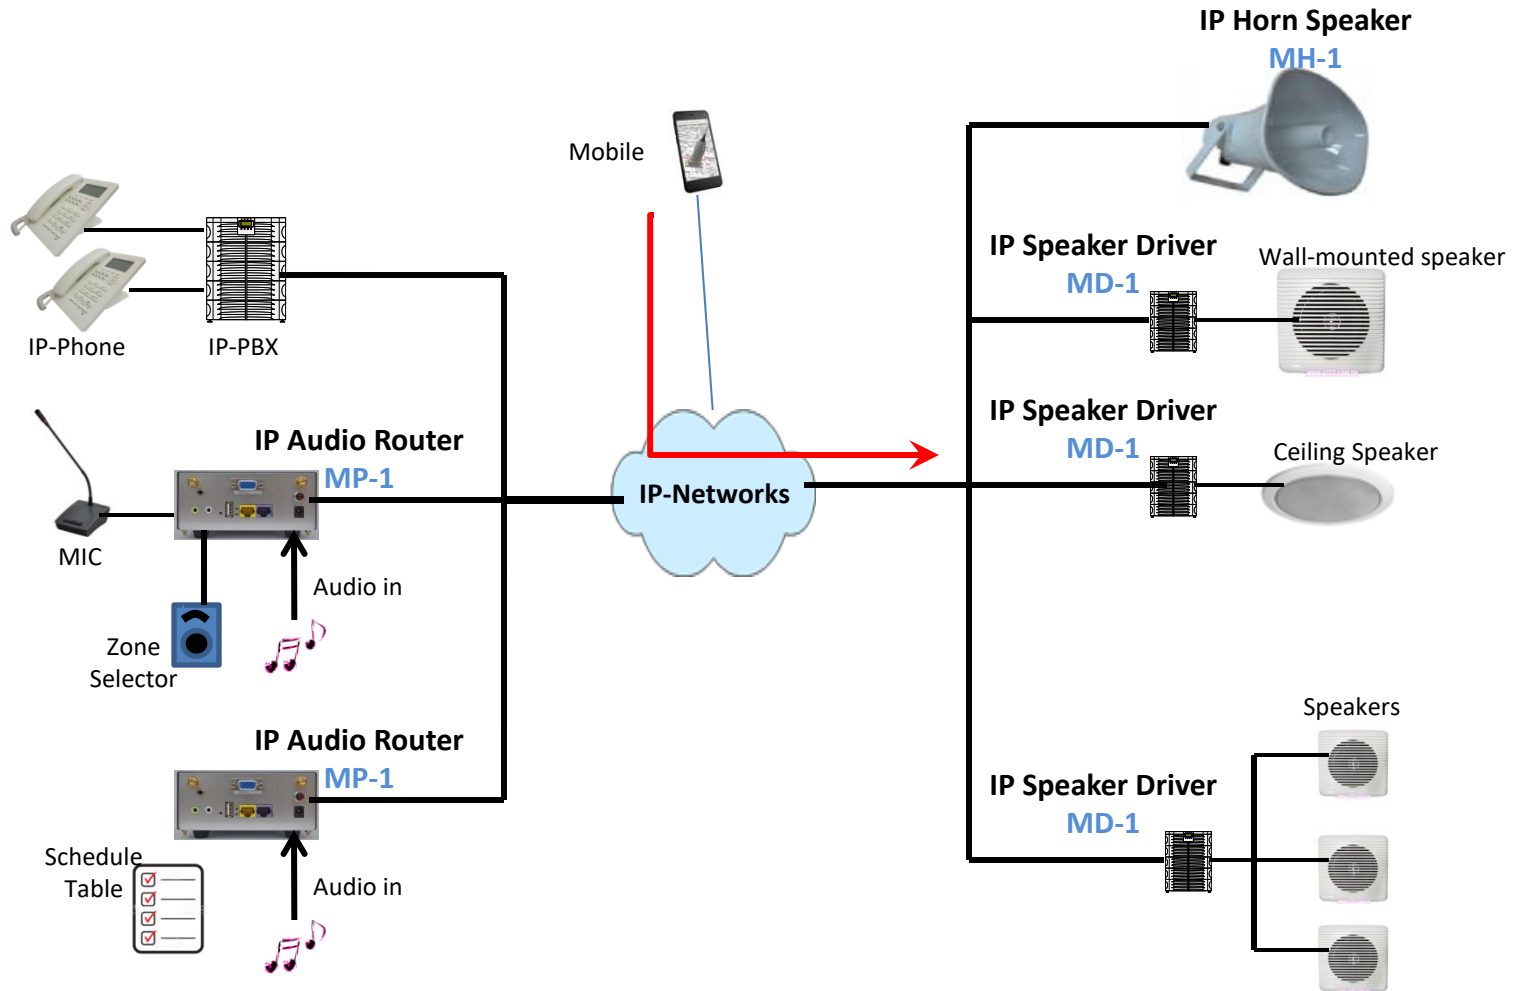 IP Horn Speaker
MH-1
Mobile
IP Speaker Driver
MD-1
Wall-mounted speaker
IP-Phone
IP-PBX
IP Speaker Driver
MD-1
Ceiling Speaker
IP Audio Router
MP-1
IP-Networks
MIC
Audio in
Zone
Selector
Speakers
IP Audio Router
MP-1
IP Speaker Driver
MD-1
Schedule
Table
Audio in